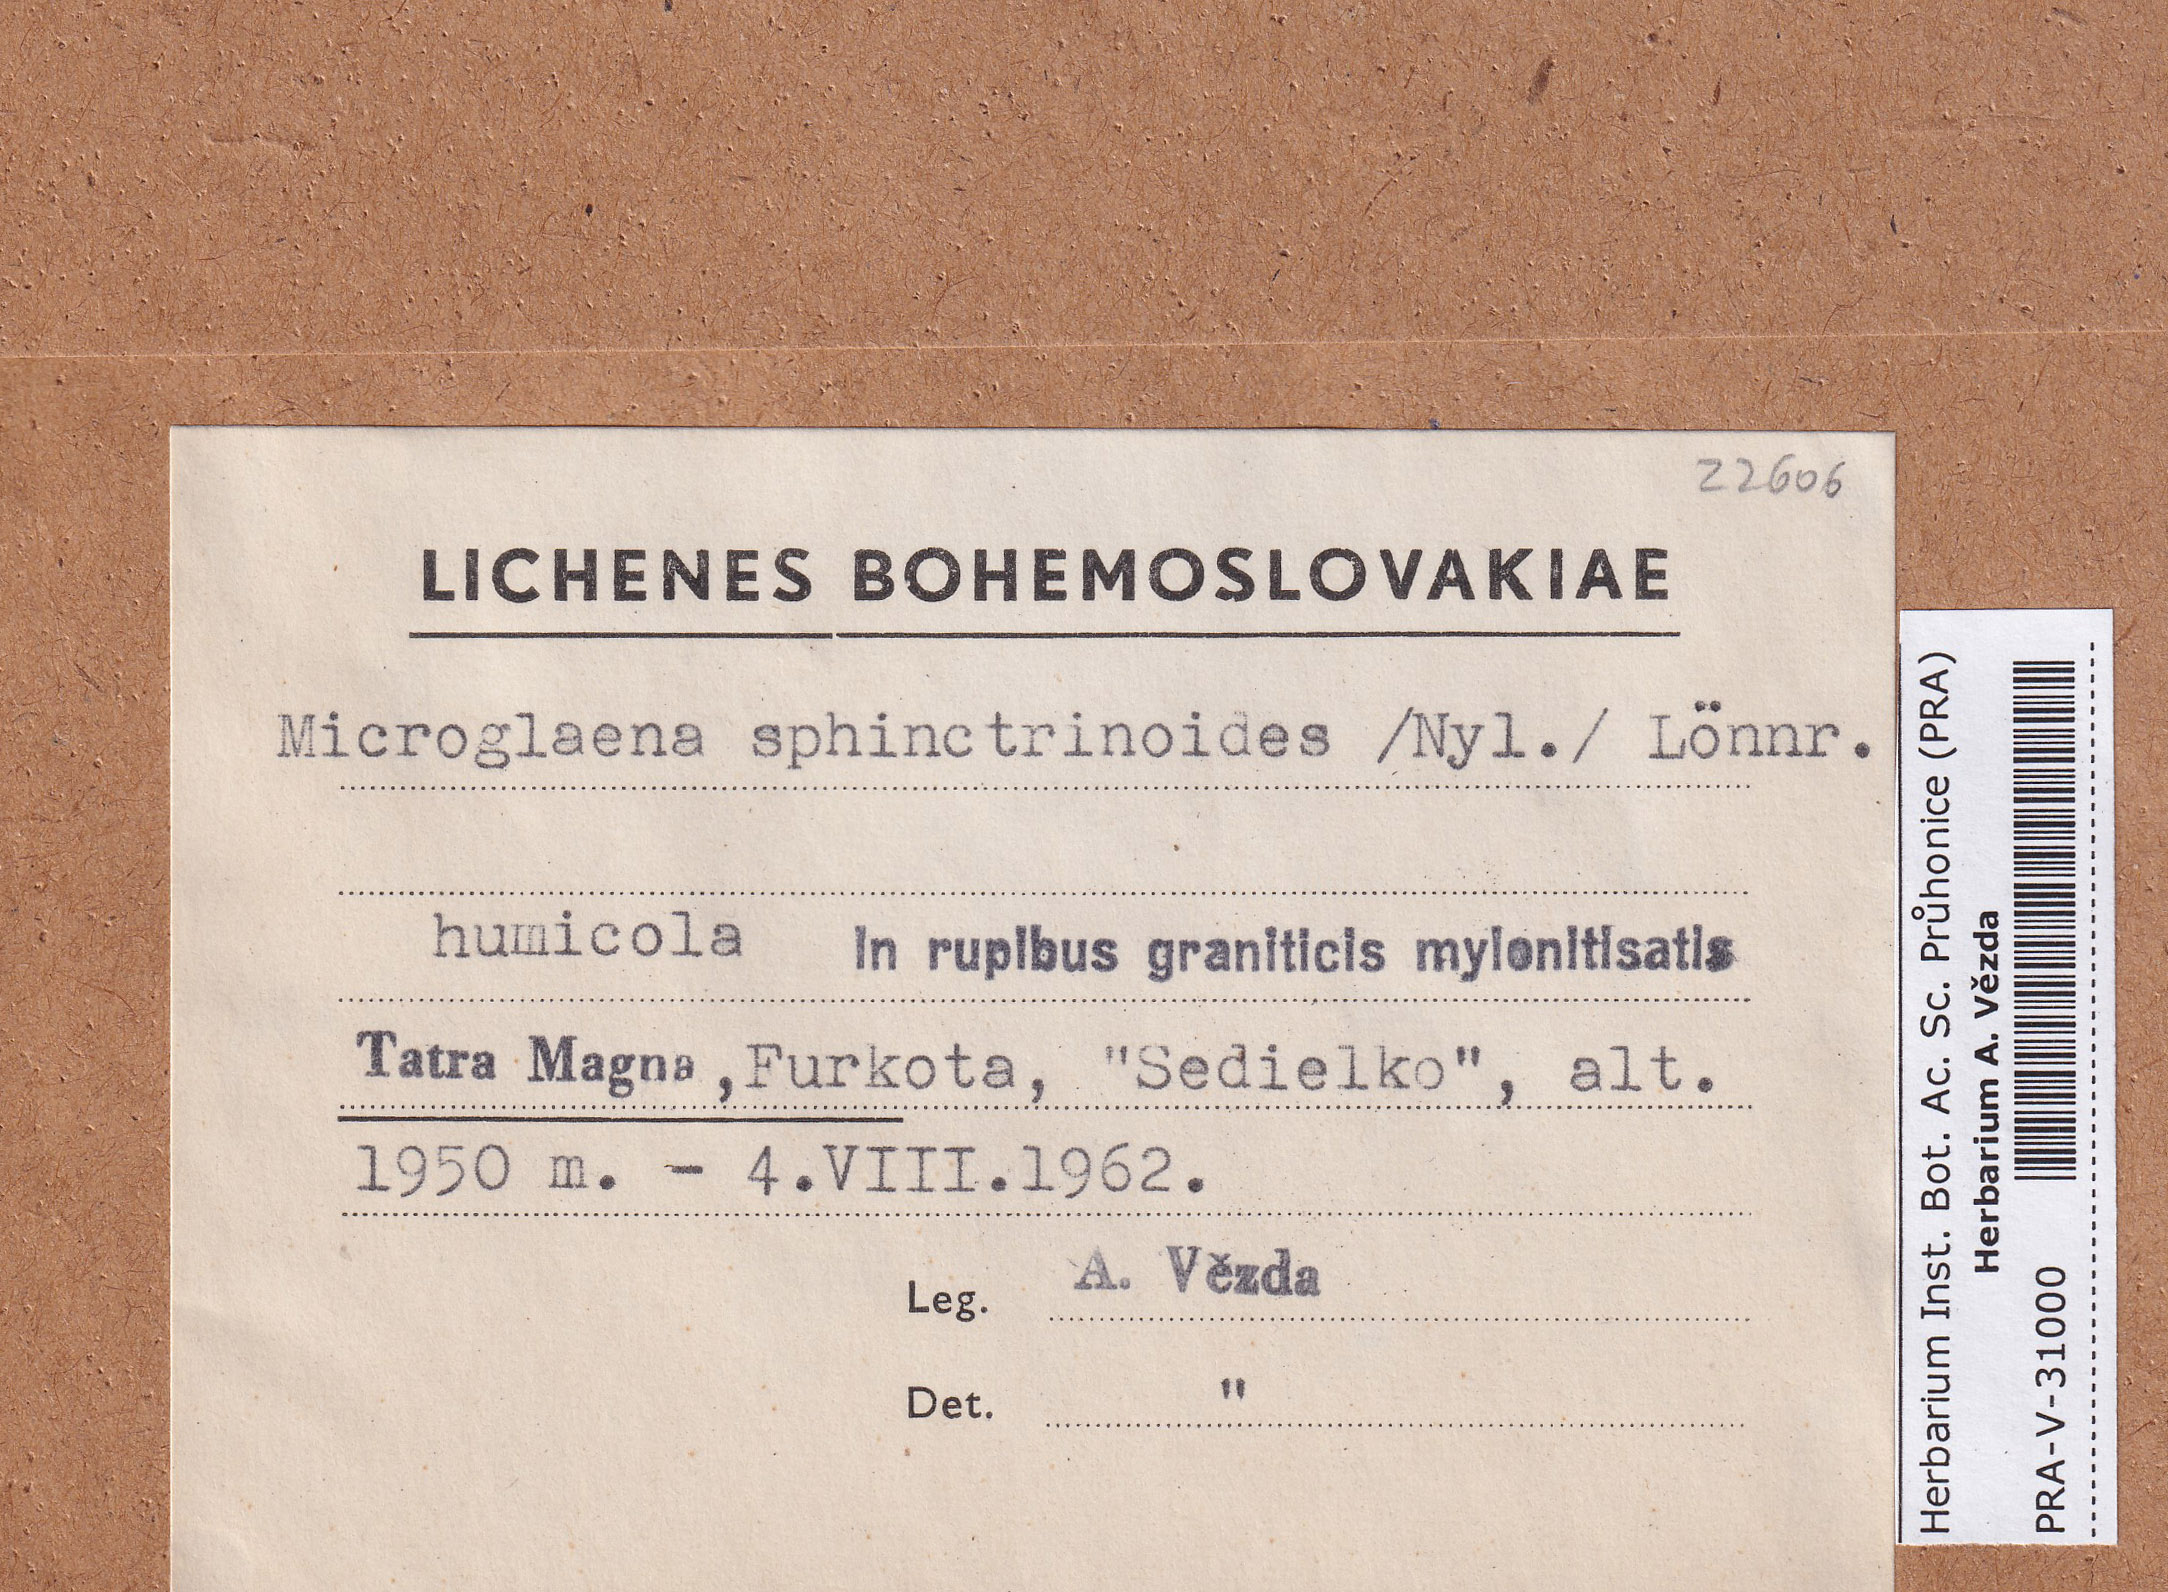 22606
LICHENES BOHEMOSLOVAKIAE
Microglaena sphinctrinoides /Nyl./ Lönnr.
humicola In rupibus graniticis mylonitisatis
Tatra Magna, Furkota, "Sedielko", alt.
1950 m. - 4.VIII.1962.
Leg. A. Vězda
Det. "
Herbarium Inst. Bot. Ac. Sc. Průhonice (PRA)
Herbarium A. Vězda
PRA-V-31000